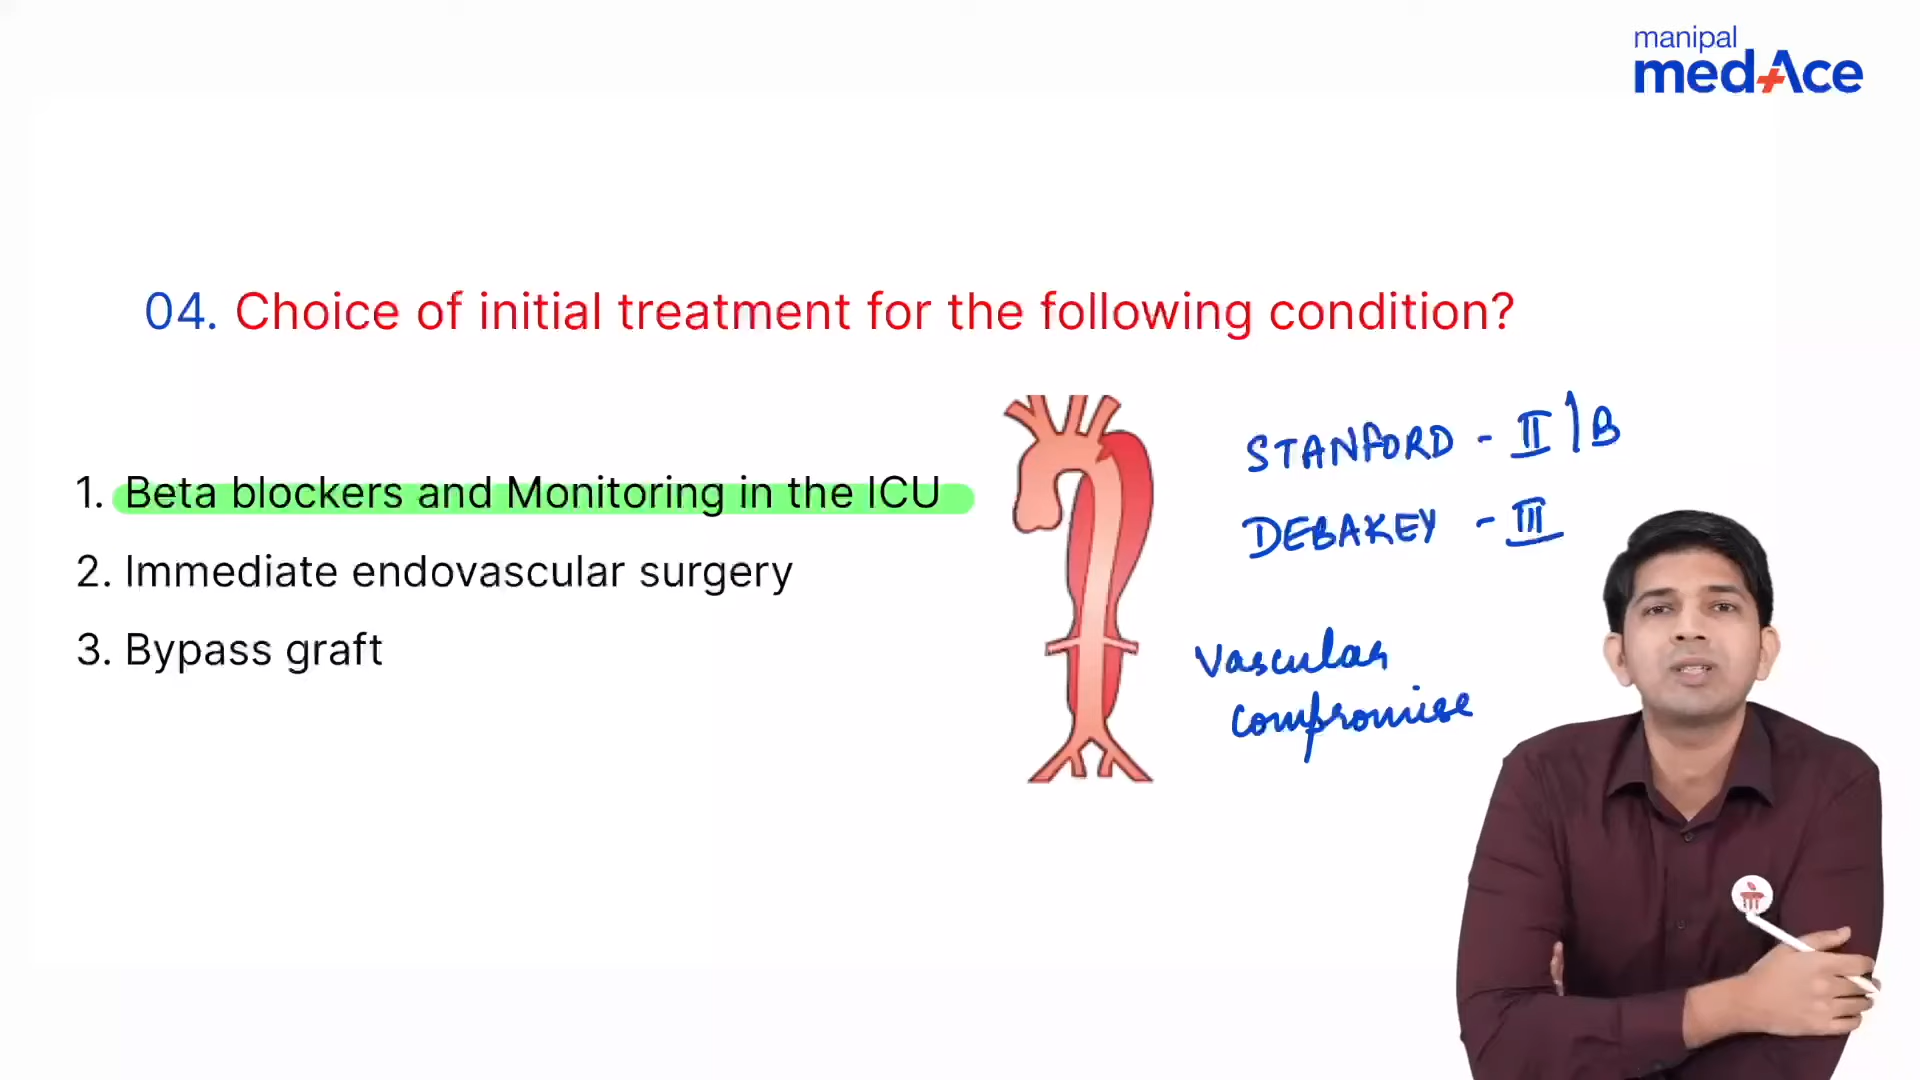 manipal
medAce
04. Choice of initial treatment for the following condition?
1. Beta blockers and Monitoring in the ICU
2. Immediate endovascular surgery
3. Bypass graft
STANFORD - II | B
DEBAKEY - III
Vascular
compromise